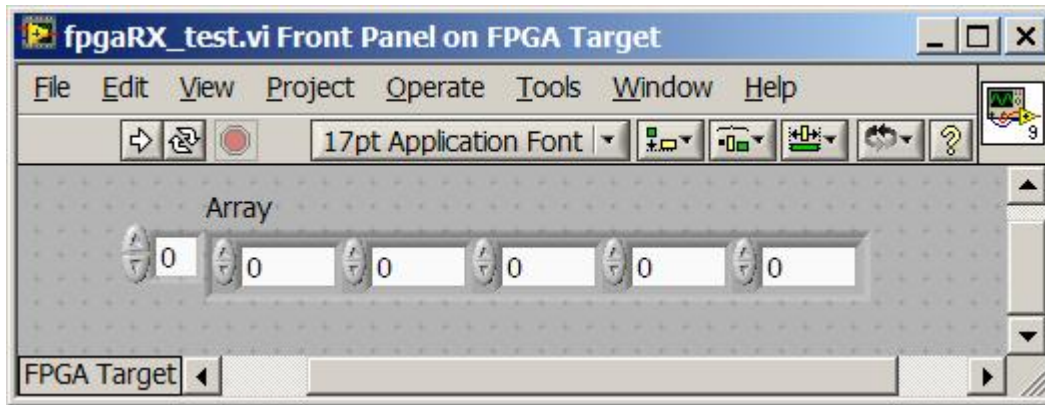 fpgaRX_test.vi Front Panel on FPGA Target
File Edit View Project Operate Tools Window Help
17pt Application Font ?
9
Array
0 0 0 0 0 0
FPGA Target